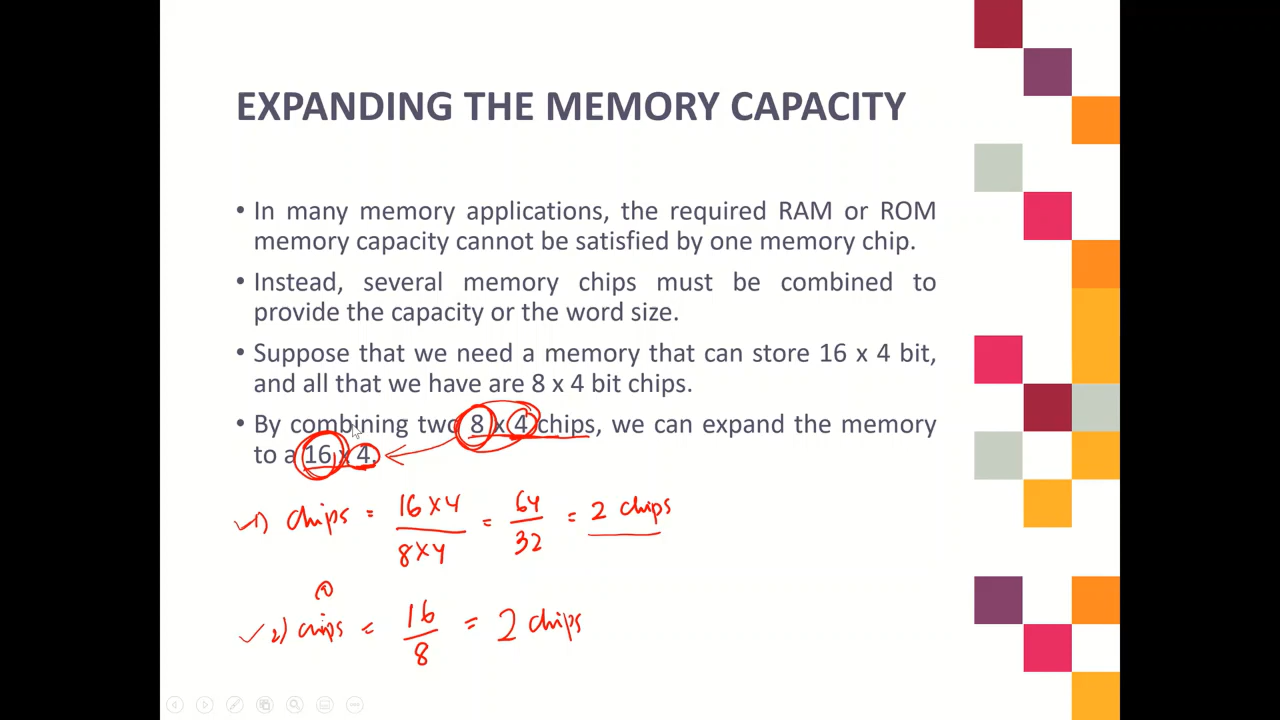 EXPANDING THE MEMORY CAPACITY
• In many memory applications, the required RAM or ROM
memory capacity cannot be satisfied by one memory chip.
• Instead, several memory chips must be combined to
provide the capacity or the word size.
• Suppose that we need a memory that can store 16 x 4 bit,
and all that we have are 8 x 4 bit chips.
• By combining two 8 x 4 chips, we can expand the memory
to a 16 x 4.
1) chips = 16 x 4 / 8 x 4 = 64 / 32 = 2 chips
2) chips = 16 / 8 = 2 chips